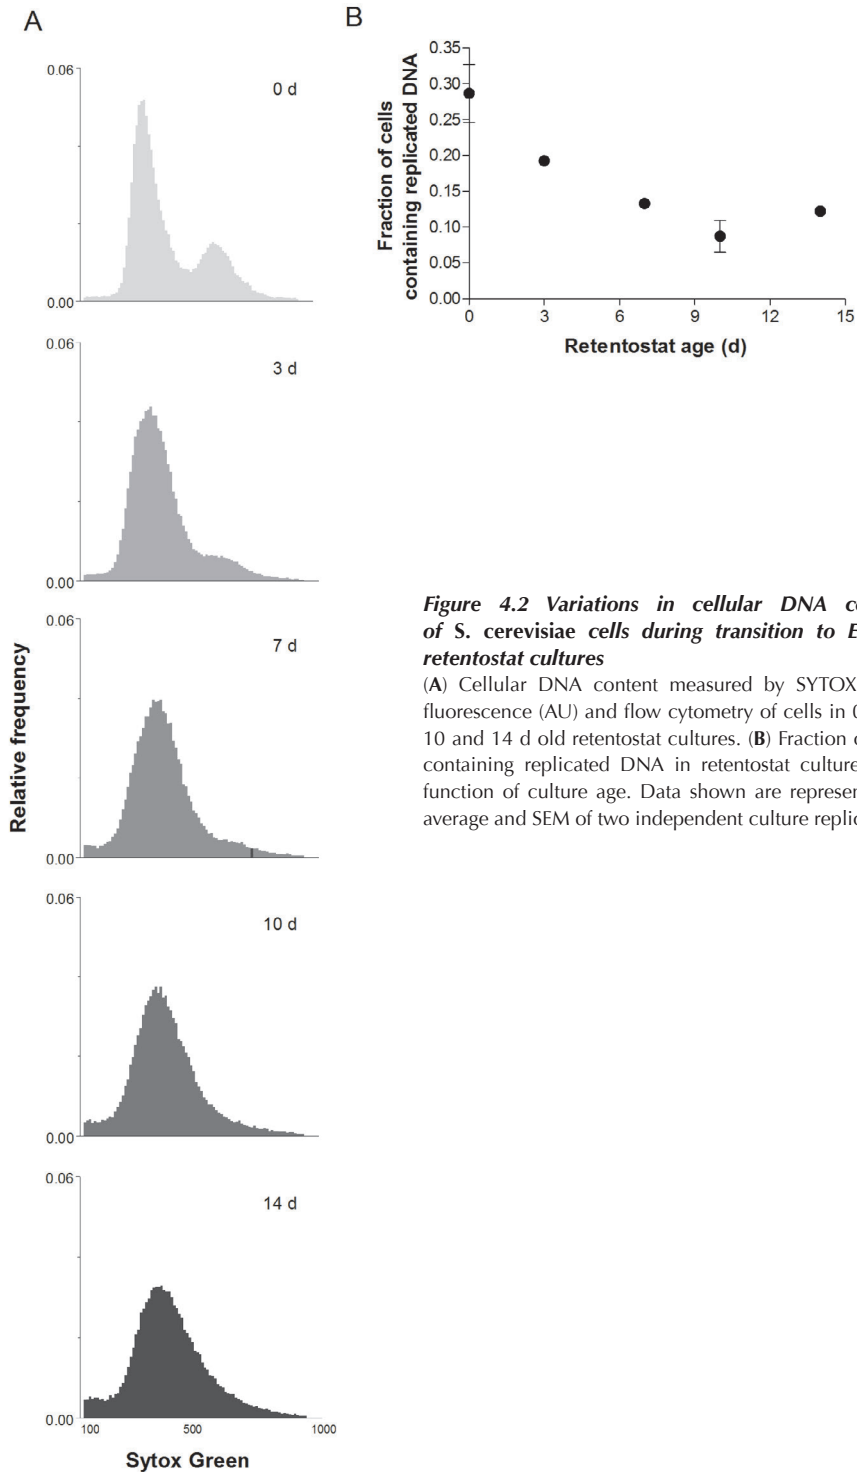 A
0.06
0 d
0.00
0.06
3 d
0.00
0.06
7 d
0.00
0.06
10 d
0.00
0.06
14 d
0.00
100 500 1000
Sytox Green
Relative frequency
B
0.35
0.30
0.25
0.20
0.15
0.10
0.05
0.00
0 3 6 9 12 15
Retentostat age (d)
Fraction of cells
containing replicated DNA
Figure 4.2 Variations in cellular DNA
of S. cerevisiae cells during transition to
retentostat cultures
(A) Cellular DNA content measured by SYTOX
fluorescence (AU) and flow cytometry of cells in
10 and 14 d old retentostat cultures. (B) Fraction
containing replicated DNA in retentostat
function of culture age. Data shown are
average and SEM of two independent culture